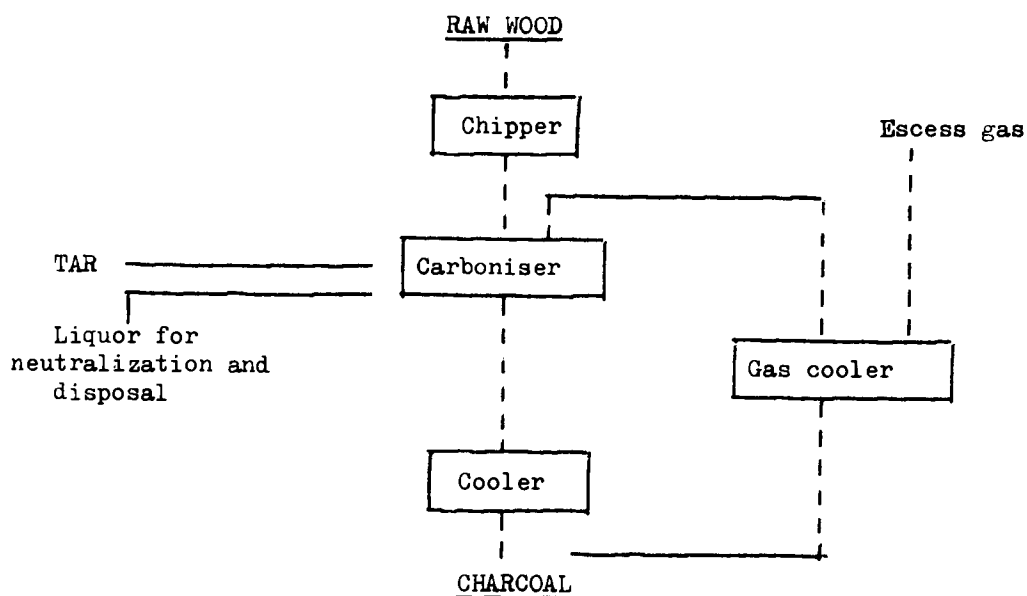 RAW WOOD
Chipper
Escess gas
TAR
Carboniser
Liquor for
neutralization and
disposal
Gas cooler
Cooler
CHARCOAL